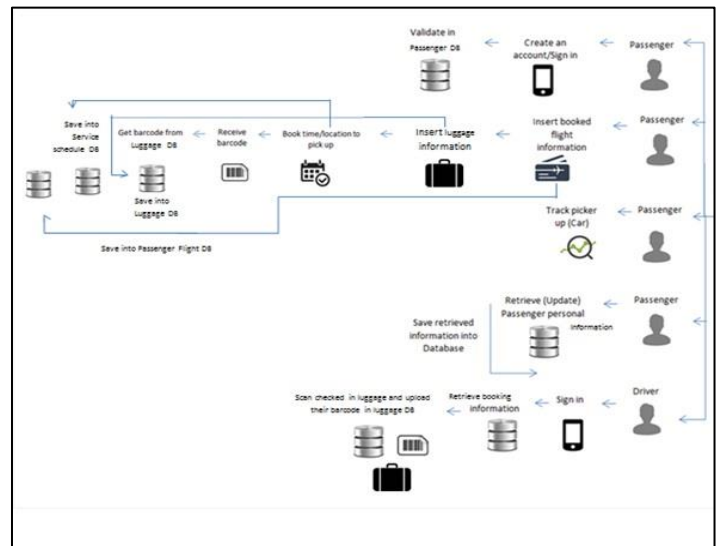 Validate in
Passenger DB
Create an
account/Sign in
Passenger
Save into
Service
schedule DB
Get barcode from
Luggage DB
Receive
barcode
Book time/location to
pick up
Insert luggage
information
Insert booked
flight
information
Passenger
Save into
Luggage DB
Save into Passenger Flight DB
Track picker
up (Car)
Passenger
Retrieve (Update)
Passenger personal
Information
Passenger
Save retrieved
information into
Database
Scan checked in luggage and upload
their barcode in luggage DB
Retrieve booking
information
Sign in
Driver